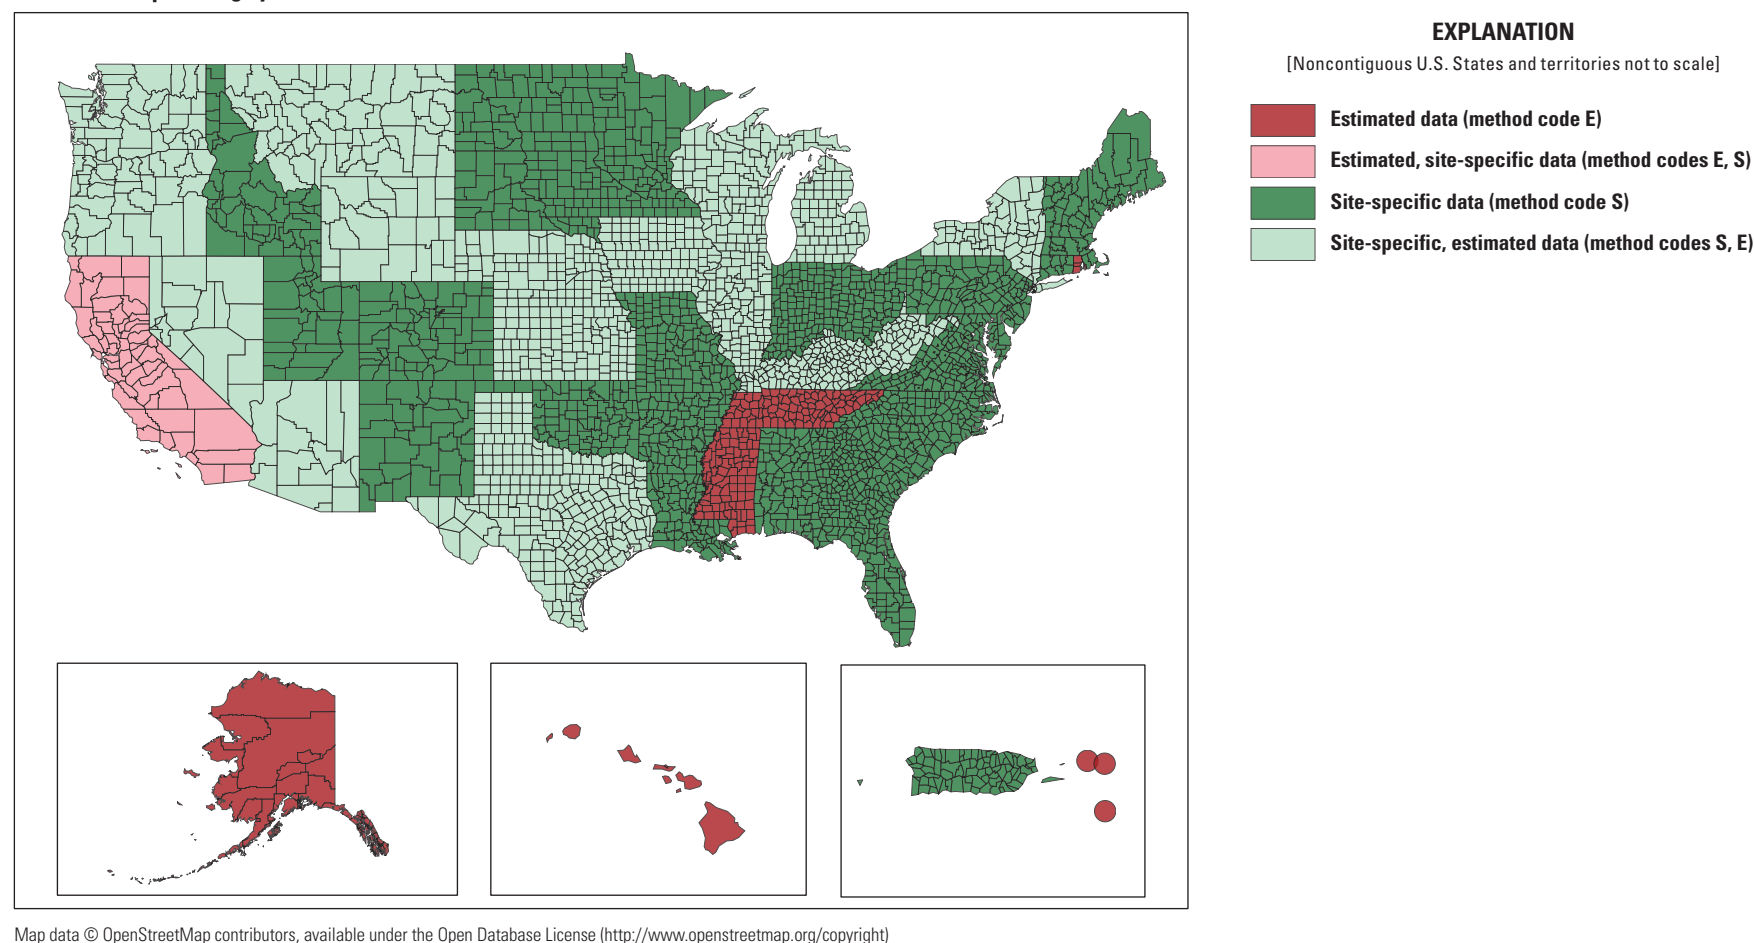 EXPLANATION
[Noncontiguous U.S. States and territories not to scale]
Estimated data (method code E)
Estimated, site-specific data (method codes E, S)
Site-specific data (method code S)
Site-specific, estimated data (method codes S, E)
Map data © OpenStreetMap contributors, available under the Open Database License (http://www.openstreetmap.org/copyright)